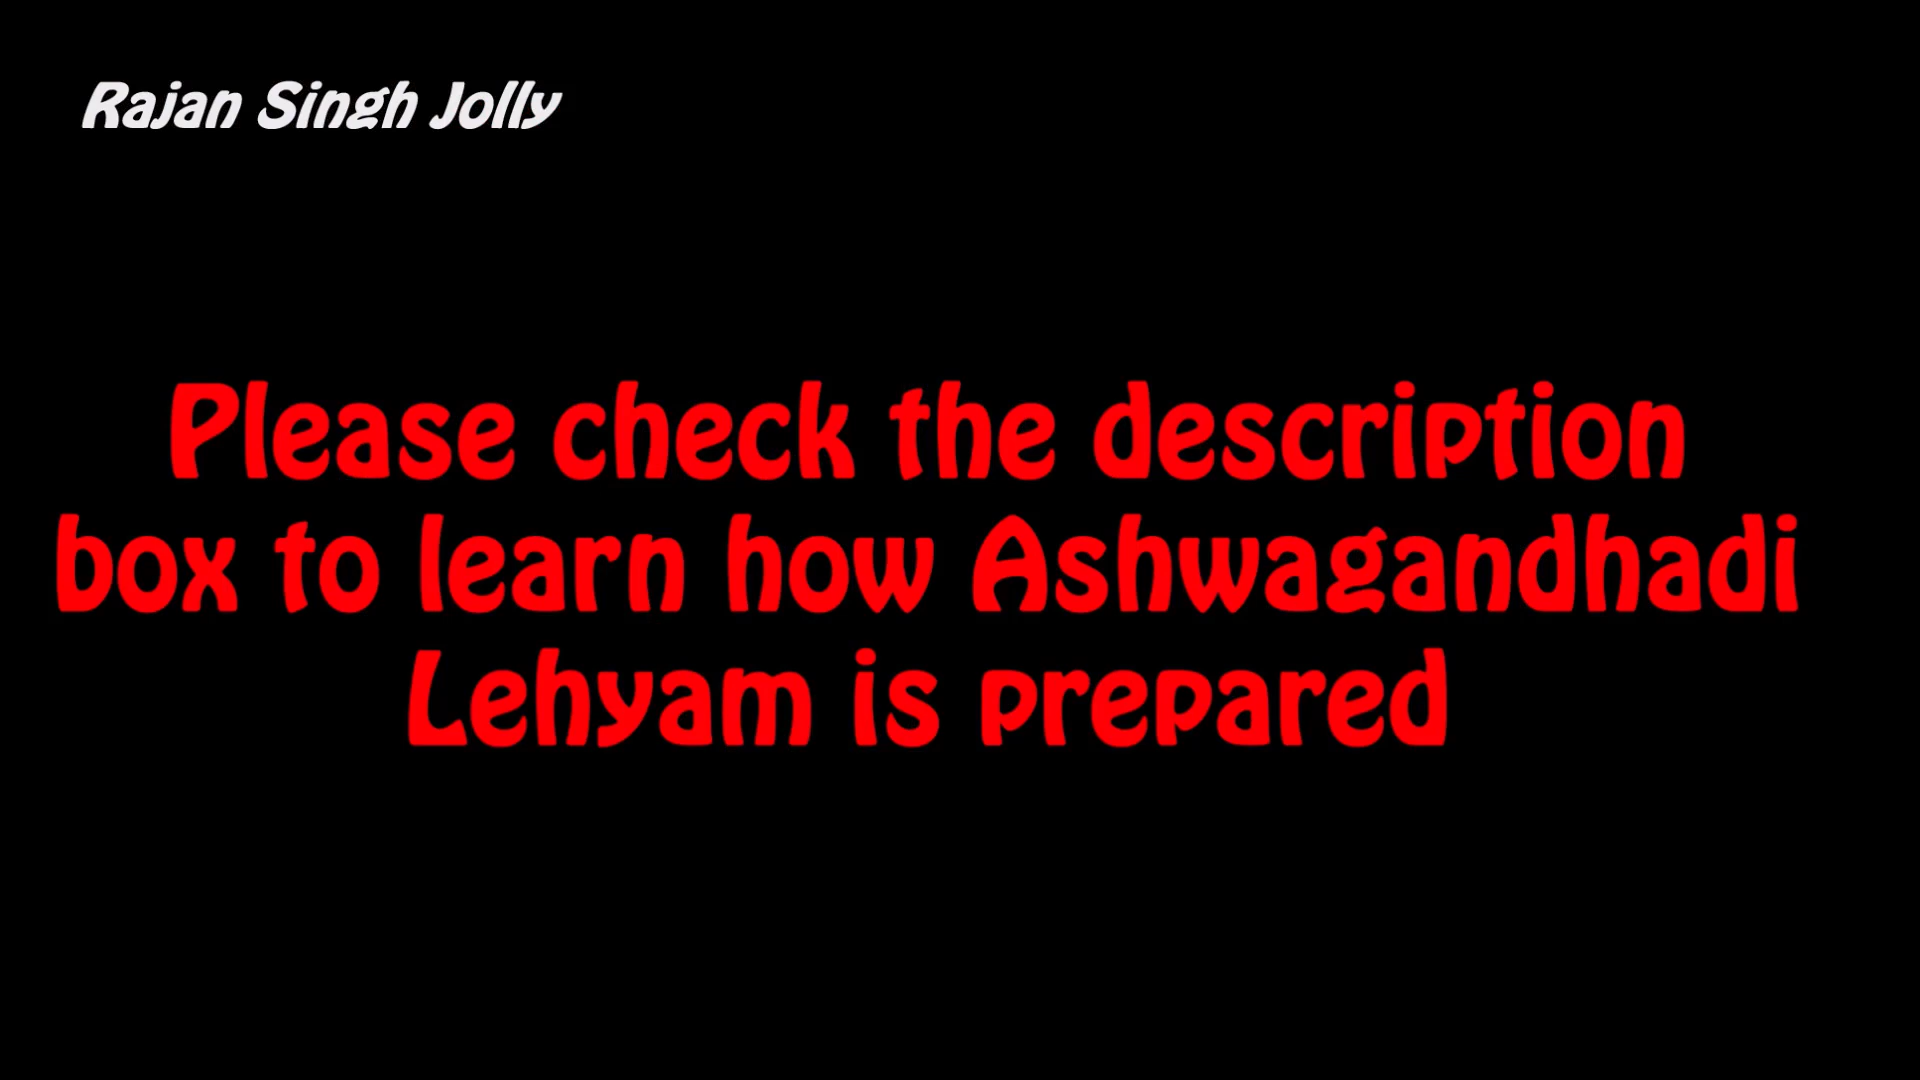 Rajan Singh Jolly
Please check the description
box to learn how Ashwagandhadi
Lehyam is prepared